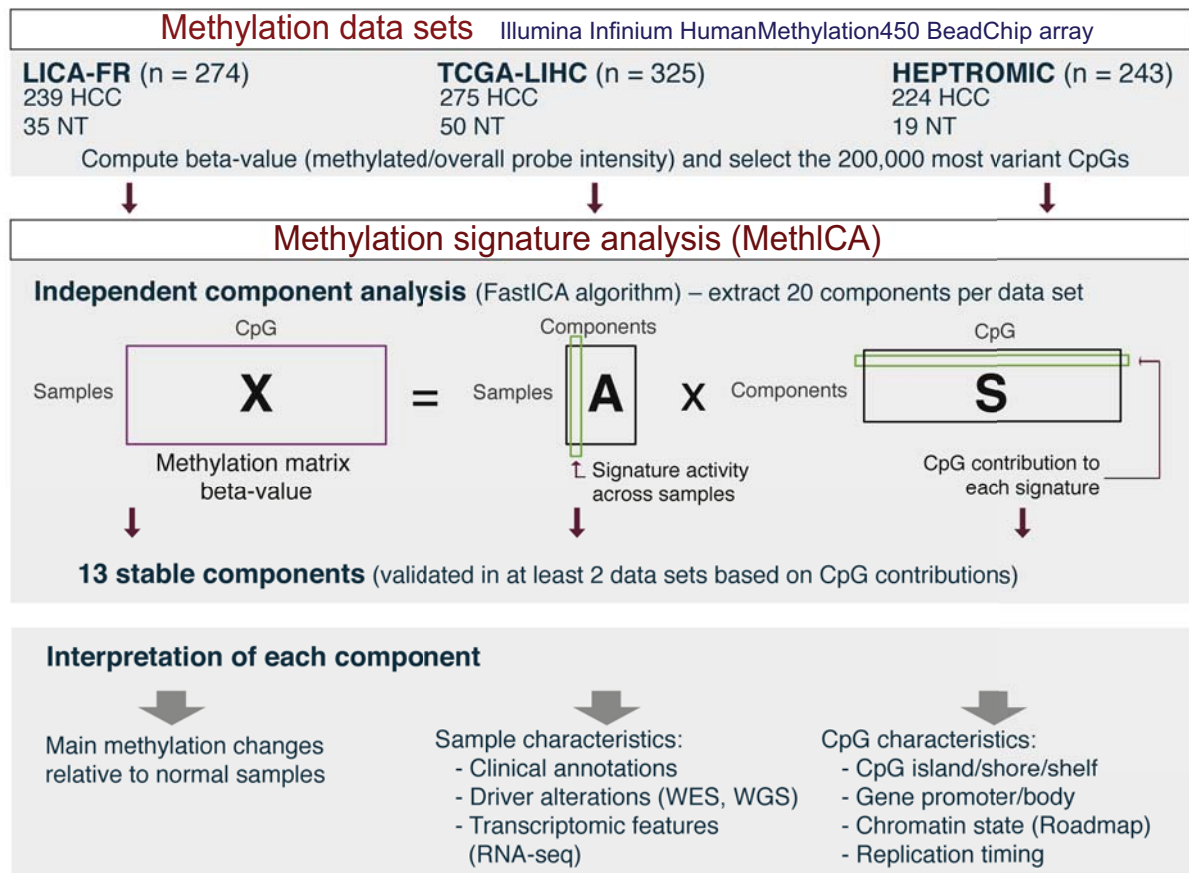 Methylation data sets Illumina Infinium HumanMethylation450 BeadChip array
LICA-FR (n = 274)
239 HCC
35 NT
TCGA-LIHC (n = 325)
275 HCC
50 NT
HEPTROMIC (n = 243)
224 HCC
19 NT
Compute beta-value (methylated/overall probe intensity) and select the 200,000 most variant CpGs
Methylation signature analysis (MethICA)
Independent component analysis (FastICA algorithm) – extract 20 components per data set
CpG
Samples
X
Methylation matrix
beta-value
=
Components
Samples
A
Signature activity
across samples
x
CpG
Components
S
CpG contribution to
each signature
13 stable components (validated in at least 2 data sets based on CpG contributions)
Interpretation of each component
Main methylation changes
relative to normal samples
Sample characteristics:
- Clinical annotations
- Driver alterations (WES, WGS)
- Transcriptomic features
(RNA-seq)
CpG characteristics:
- CpG island/shore/shelf
- Gene promoter/body
- Chromatin state (Roadmap)
- Replication timing